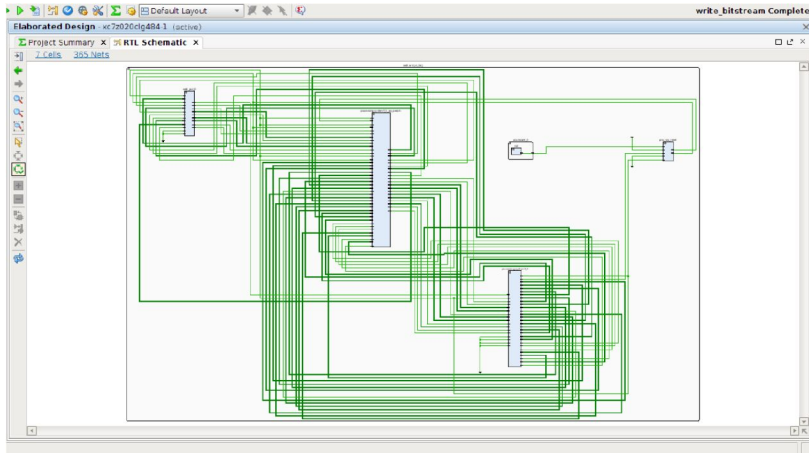 Default Layout
write_bitstream Complete
Elaborated Design - xc7z020clg484-1 (active)
Project Summary
RTL Schematic
7 Cells 365 Nets